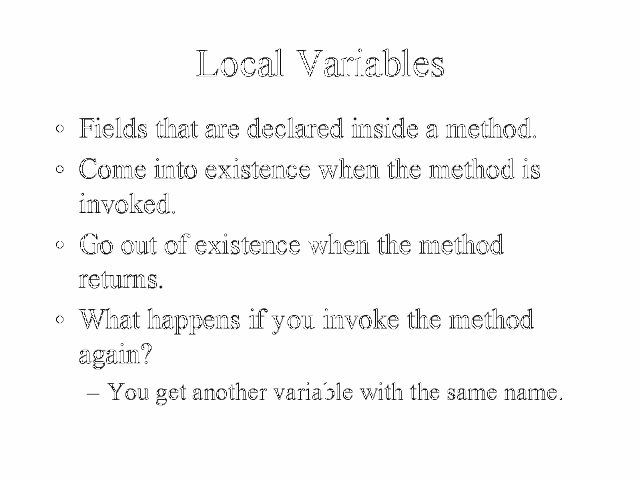 Local Variables
• Fields that are declared inside a method.
• Come into existence when the method is
invoked.
• Go out of existence when the method
returns.
• What happens if you invoke the method
again?
– You get another variable with the same name.